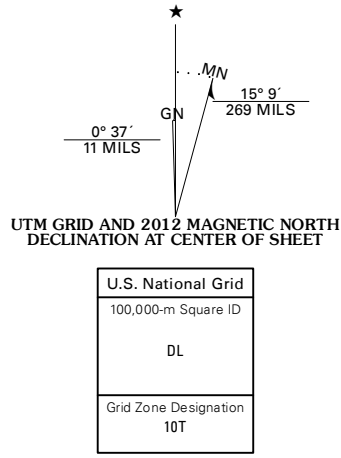 ★
MN
GN
15° 9´
269 MILS
0° 37´
11 MILS
UTM GRID AND 2012 MAGNETIC NORTH
DECLINATION AT CENTER OF SHEET
U.S. National Grid
100,000-m Square ID
DL
Grid Zone Designation
10T